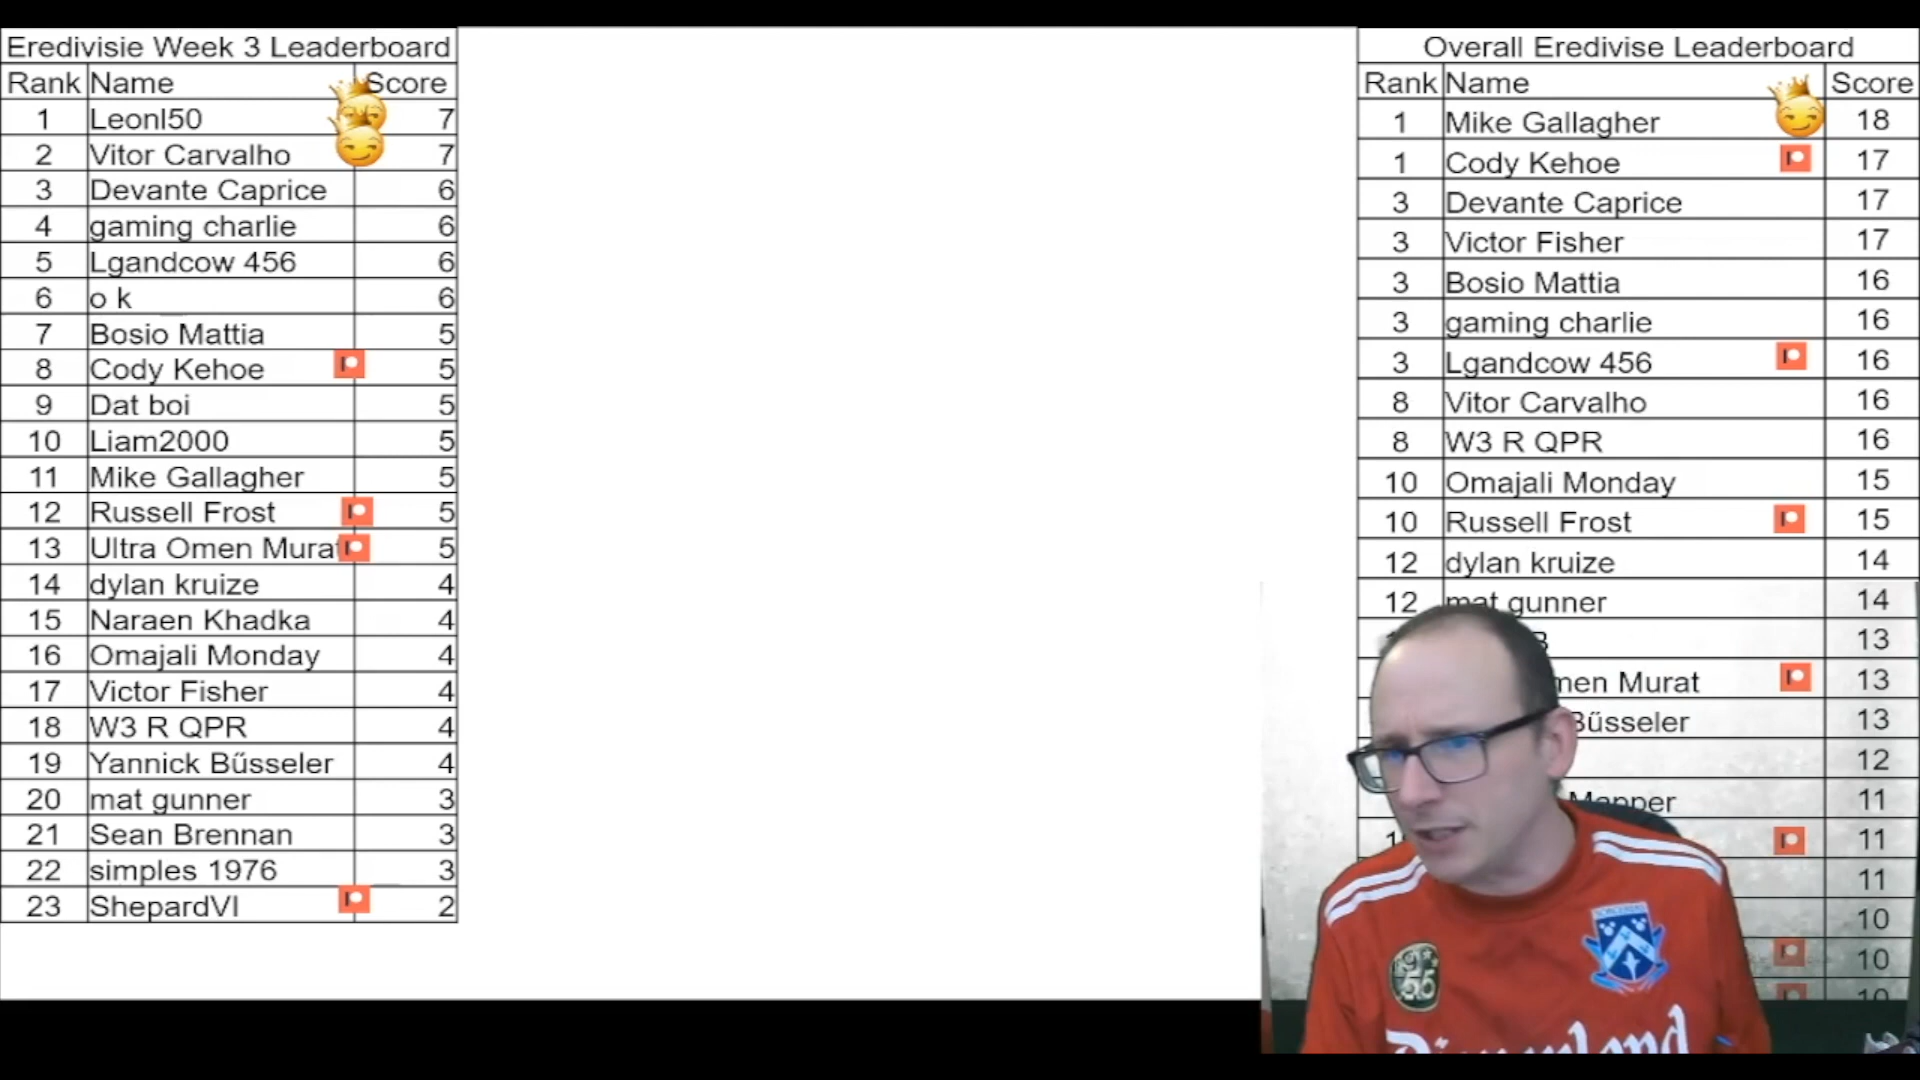 Eredivisie Week 3 Leaderboard
Rank Name Score
1 Leonl50 7
2 Vitor Carvalho 7
3 Devante Caprice 6
4 gaming charlie 6
5 Lgandcow 456 6
6 o k 6
7 Bosio Mattia 5
8 Cody Kehoe 5
9 Dat boi 5
10 Liam2000 5
11 Mike Gallagher 5
12 Russell Frost 5
13 Ultra Omen Murat 5
14 dylan kruize 4
15 Naraen Khadka 4
16 Omajali Monday 4
17 Victor Fisher 4
18 W3 R QPR 4
19 Yannick Bűsseler 4
20 mat gunner 3
21 Sean Brennan 3
22 simples 1976 3
23 ShepardVI 2
Overall Eredivise Leaderboard
Rank Name Score
1 Mike Gallagher 18
1 Cody Kehoe 17
3 Devante Caprice 17
3 Victor Fisher 17
3 Bosio Mattia 16
3 gaming charlie 16
3 Lgandcow 456 16
8 Vitor Carvalho 16
8 W3 R QPR 16
10 Omajali Monday 15
10 Russell Frost 15
12 dylan kruize 14
12 mat gunner 14
13
men Murat 13
Bűsseler 13
12
Mapper 11
11
11
10
10
10
1955
Disneyland